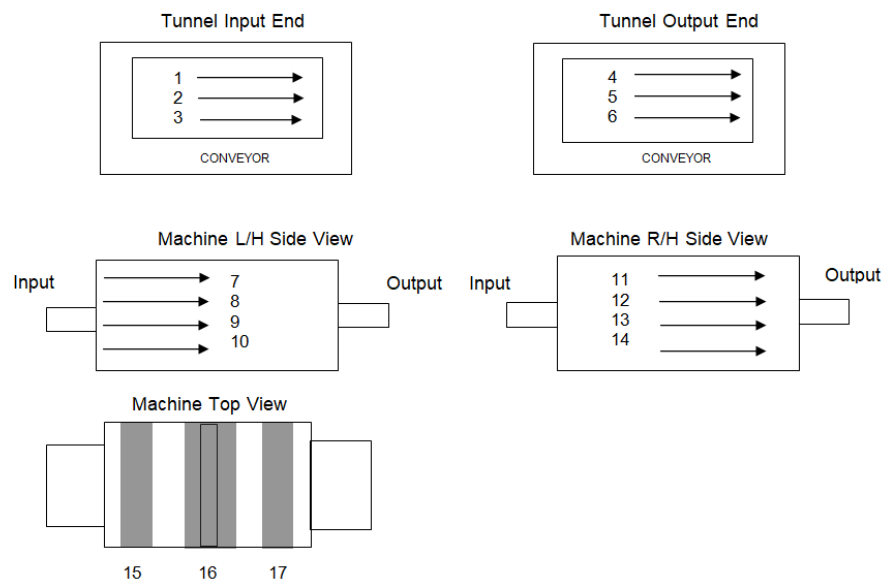 Tunnel Input End
1
2
3
CONVEYOR
Tunnel Output End
4
5
6
CONVEYOR
Machine L/H Side View
Input
7
8
9
10
Output
Machine R/H Side View
Input
11
12
13
14
Output
Machine Top View
15 16 17